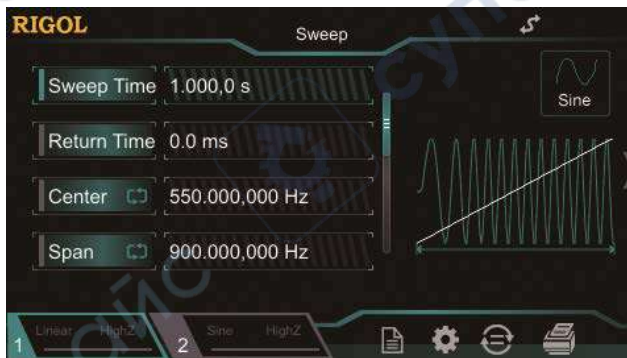 RIGOL
Sweep
Sweep Time 1.000,0 s
Sine
Return Time 0.0 ms
Center 550.000,000 Hz
Span 900.000,000 Hz
1 Linear HighZ
2 Sine HighZ